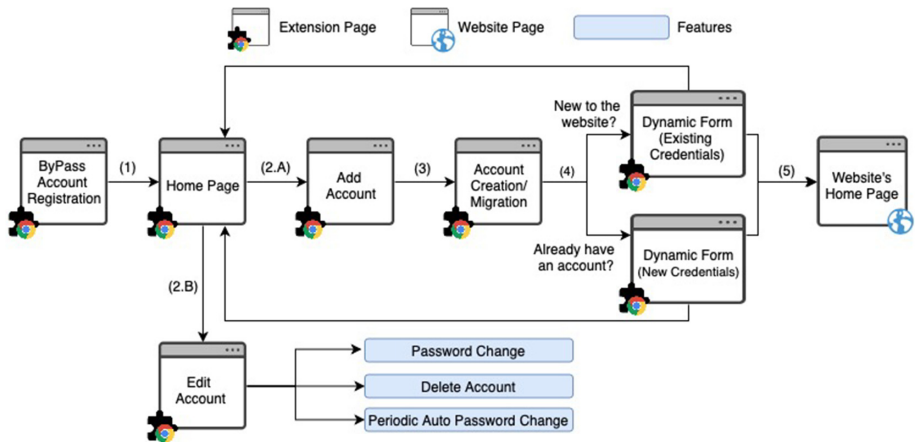 Extension Page
Website Page
Features
New to the
website?
Dynamic Form
(Existing
Credentials)
ByPass
Account
Registration
(1)
Home Page
(2.A)
Add
Account
(3)
Account
Creation/
Migration
(4)
(5)
Website's
Home Page
Already have
an account?
Dynamic Form
(New Credentials)
(2.B)
Edit
Account
Password Change
Delete Account
Periodic Auto Password Change